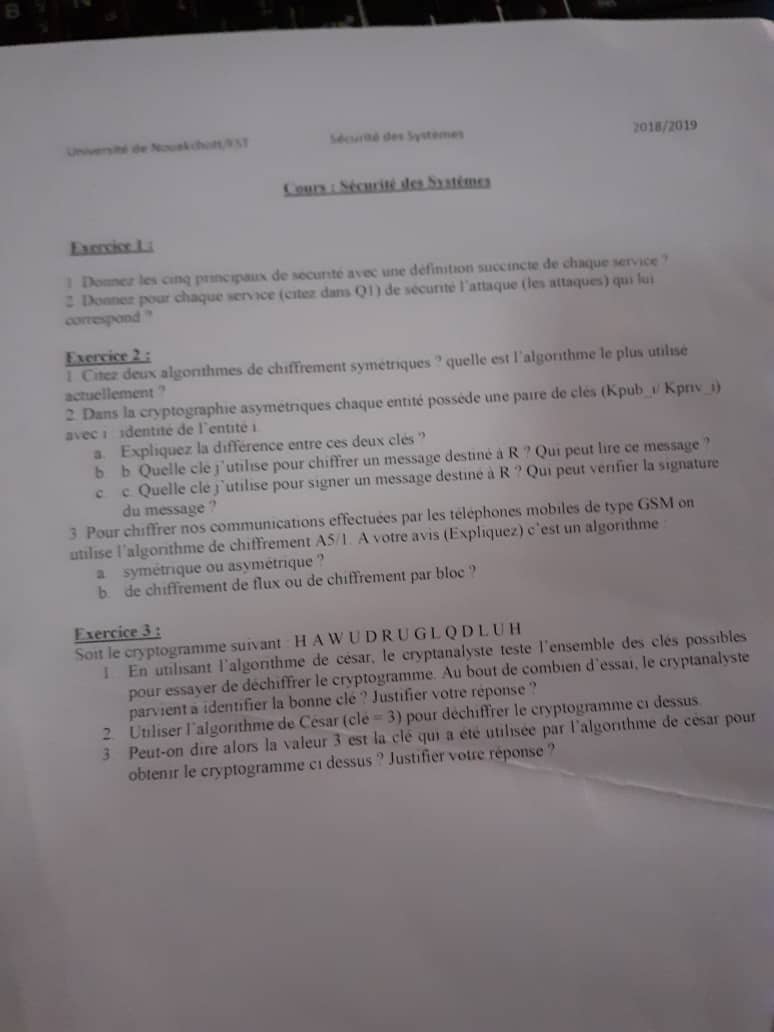 Université de Nouakchott/FST Sécurité des Systèmes 2018/2019
Cours : Sécurité des Systèmes
Exercice 1 :
1 Donnez les cinq principaux de sécurité avec une définition succincte de chaque service ?
2 Donnez pour chaque service (citez dans Q1) de sécurité l'attaque (les attaques) qui lui
correspond ?
Exercice 2 :
1 Citez deux algorithmes de chiffrement symétriques ? quelle est l'algorithme le plus utilisé
actuellement ?
2. Dans la cryptographie asymétriques chaque entité possède une paire de clés (Kpub_i/ Kpriv_i)
avec i : identité de l'entité i
a. Expliquez la différence entre ces deux clés ?
b b. Quelle clé j'utilise pour chiffrer un message destiné à R ? Qui peut lire ce message ?
c. c. Quelle clé j'utilise pour signer un message destiné à R ? Qui peut vérifier la signature
du message ?
3. Pour chiffrer nos communications effectuées par les téléphones mobiles de type GSM on
utilise l'algorithme de chiffrement A5/1. A votre avis (Expliquez) c'est un algorithme :
a. symétrique ou asymétrique ?
b. de chiffrement de flux ou de chiffrement par bloc ?
Exercice 3 :
Soit le cryptogramme suivant : H A W U D R U G L Q D L U H
1. En utilisant l'algorithme de césar, le cryptanalyste teste l'ensemble des clés possibles
pour essayer de déchiffrer le cryptogramme. Au bout de combien d'essai, le cryptanalyste
parvient a identifier la bonne clé ? Justifier votre réponse ?
2. Utiliser l'algorithme de César (clé = 3) pour déchiffrer le cryptogramme ci dessus.
3 Peut-on dire alors la valeur 3 est la clé qui a été utilisée par l'algorithme de césar pour
obtenir le cryptogramme ci dessus ? Justifier votre réponse ?